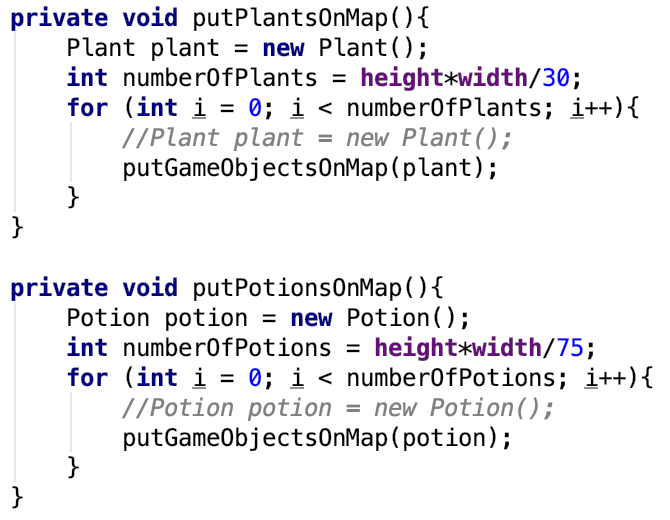 private void putPlantsOnMap(){
    Plant plant = new Plant();
    int numberOfPlants = height*width/30;
    for (int i = 0; i < numberOfPlants; i++){
        //Plant plant = new Plant();
        putGameObjectsOnMap(plant);
    }
}

private void putPotionsOnMap(){
    Potion potion = new Potion();
    int numberOfPotions = height*width/75;
    for (int i = 0; i < numberOfPotions; i++){
        //Potion potion = new Potion();
        putGameObjectsOnMap(potion);
    }
}